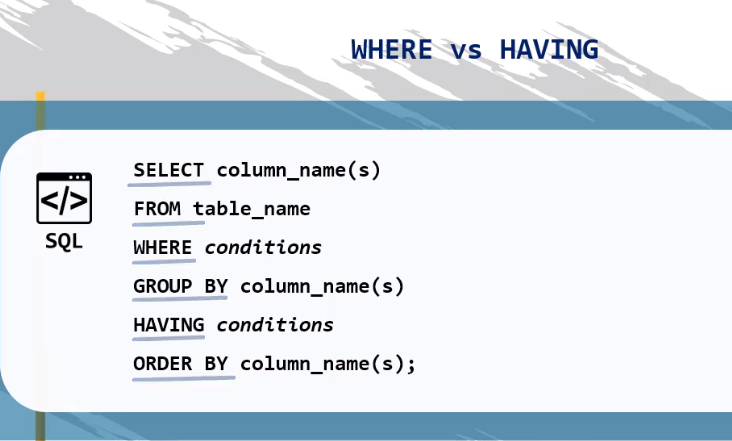 WHERE vs HAVING
</>
SQL
SELECT column_name(s)
FROM table_name
WHERE conditions
GROUP BY column_name(s)
HAVING conditions
ORDER BY column_name(s);